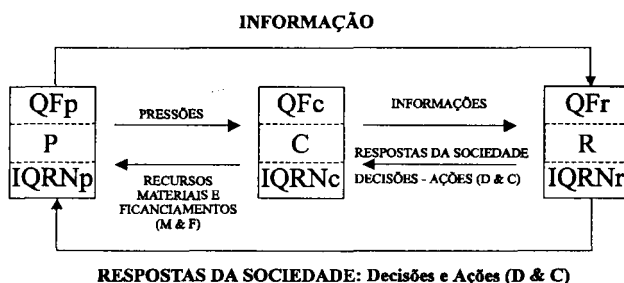 INFORMAÇÃO
QFp
P
IQRNp
PRESSÕES
RECURSOS
MATERIAIS E
FICANCIAMENTOS
(M & F)
QFc
C
IQRNc
INFORMAÇÕES
RESPOSTAS DA SOCIEDADE
DECISÕES - AÇÕES (D & C)
QFr
R
IQRNr
RESPOSTAS DA SOCIEDADE: Decisões e Ações (D & C)